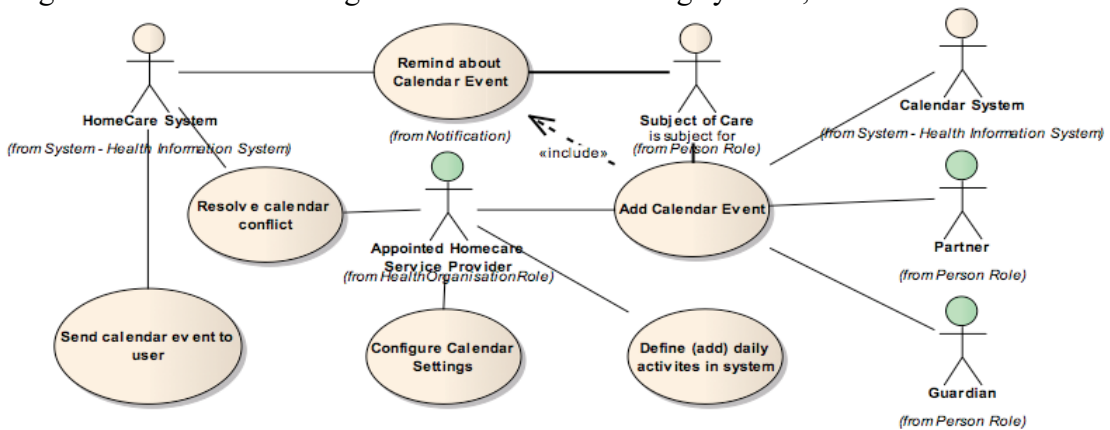 Remind about
Calendar Event
(from Notification)
HomeCare System
(from System - Health Information System)
Subject of Care
is subject for
(from Person Role)
Calendar System
(from System - Health Information System)
«include»
Resolve calendar
conflict
Appointed Homecare
Service Provider
(from HealthOrganisationRole)
Add Calendar Event
Partner
(from Person Role)
Send calendar event to
user
Configure Calendar
Settings
Define (add) daily
activites in system
Guardian
(from Person Role)